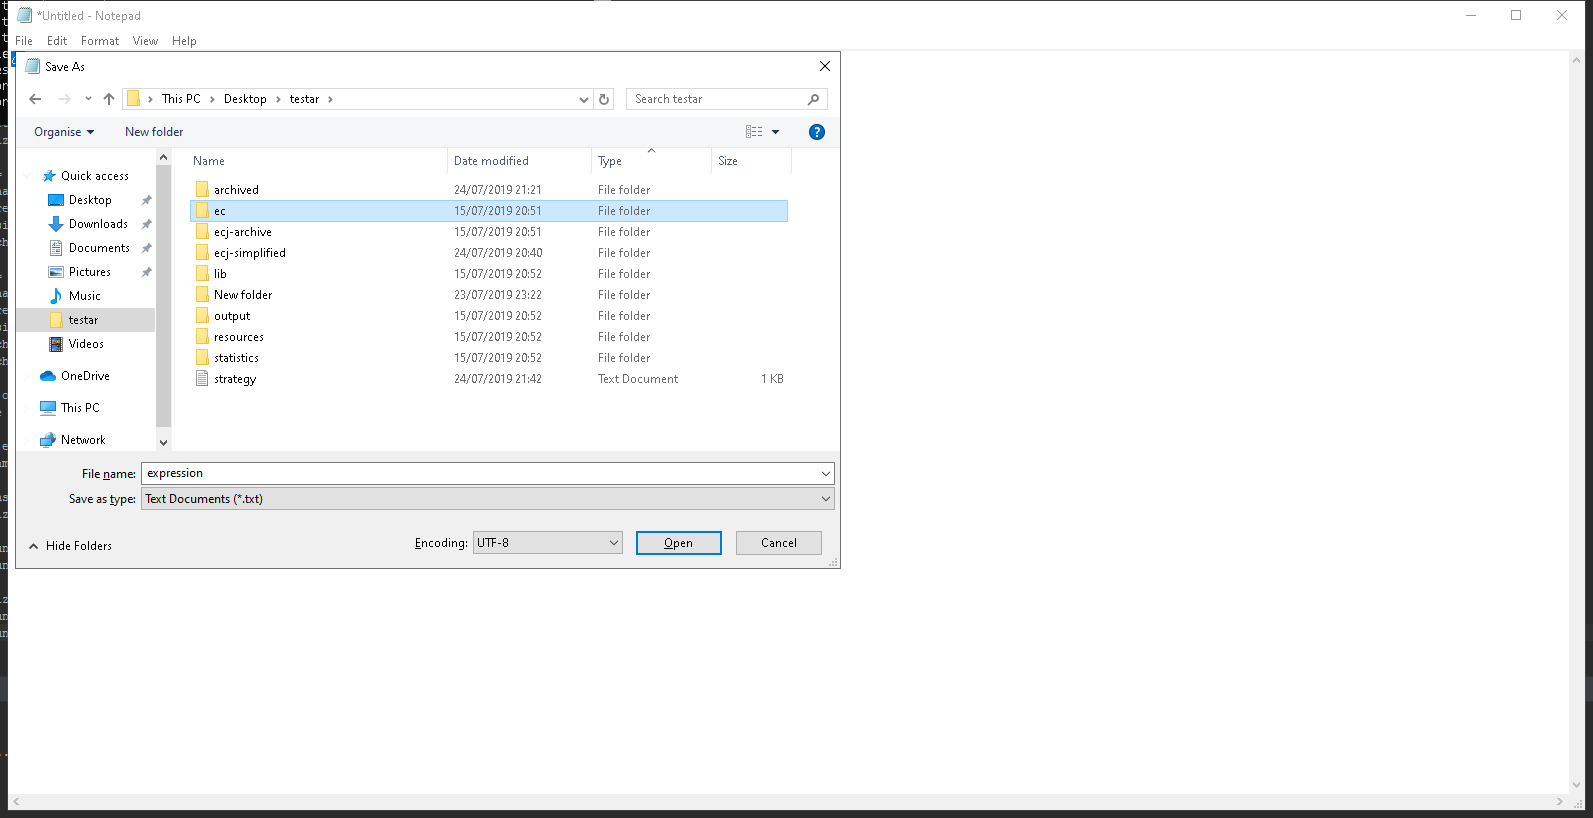 *Untitled - Notepad
File Edit Format View Help
Save As
This PC Desktop testar
Search testar
Organise New folder
Name Date modified Type Size
Quick access
Desktop
Downloads
Documents
Pictures
Music
testar
Videos
OneDrive
This PC
Network
archived 24/07/2019 21:21 File folder
ec 15/07/2019 20:51 File folder
ecj-archive 15/07/2019 20:51 File folder
ecj-simplified 24/07/2019 20:40 File folder
lib 15/07/2019 20:52 File folder
New folder 23/07/2019 23:22 File folder
output 15/07/2019 20:52 File folder
resources 15/07/2019 20:52 File folder
statistics 15/07/2019 20:52 File folder
strategy 24/07/2019 21:42 Text Document 1 KB
File name: expression
Save as type: Text Documents (*.txt)
Hide Folders
Encoding: UTF-8 Open Cancel